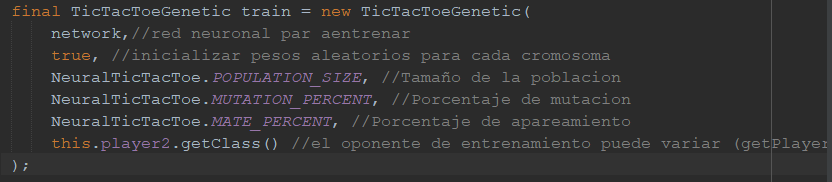 final TicTacToeGenetic train = new TicTacToeGenetic(
network,//red neuronal par aentrenar
true, //inicializar pesos aleatorios para cada cromosoma
NeuralTicTacToe.POPULATION_SIZE, //Tamaño de la poblacion
NeuralTicTacToe.MUTATION_PERCENT, //Porcentaje de mutacion
NeuralTicTacToe.MATE_PERCENT, //Porcentaje de apareamiento
this.player2.getClass() //el oponente de entrenamiento puede variar (getPlayer
);